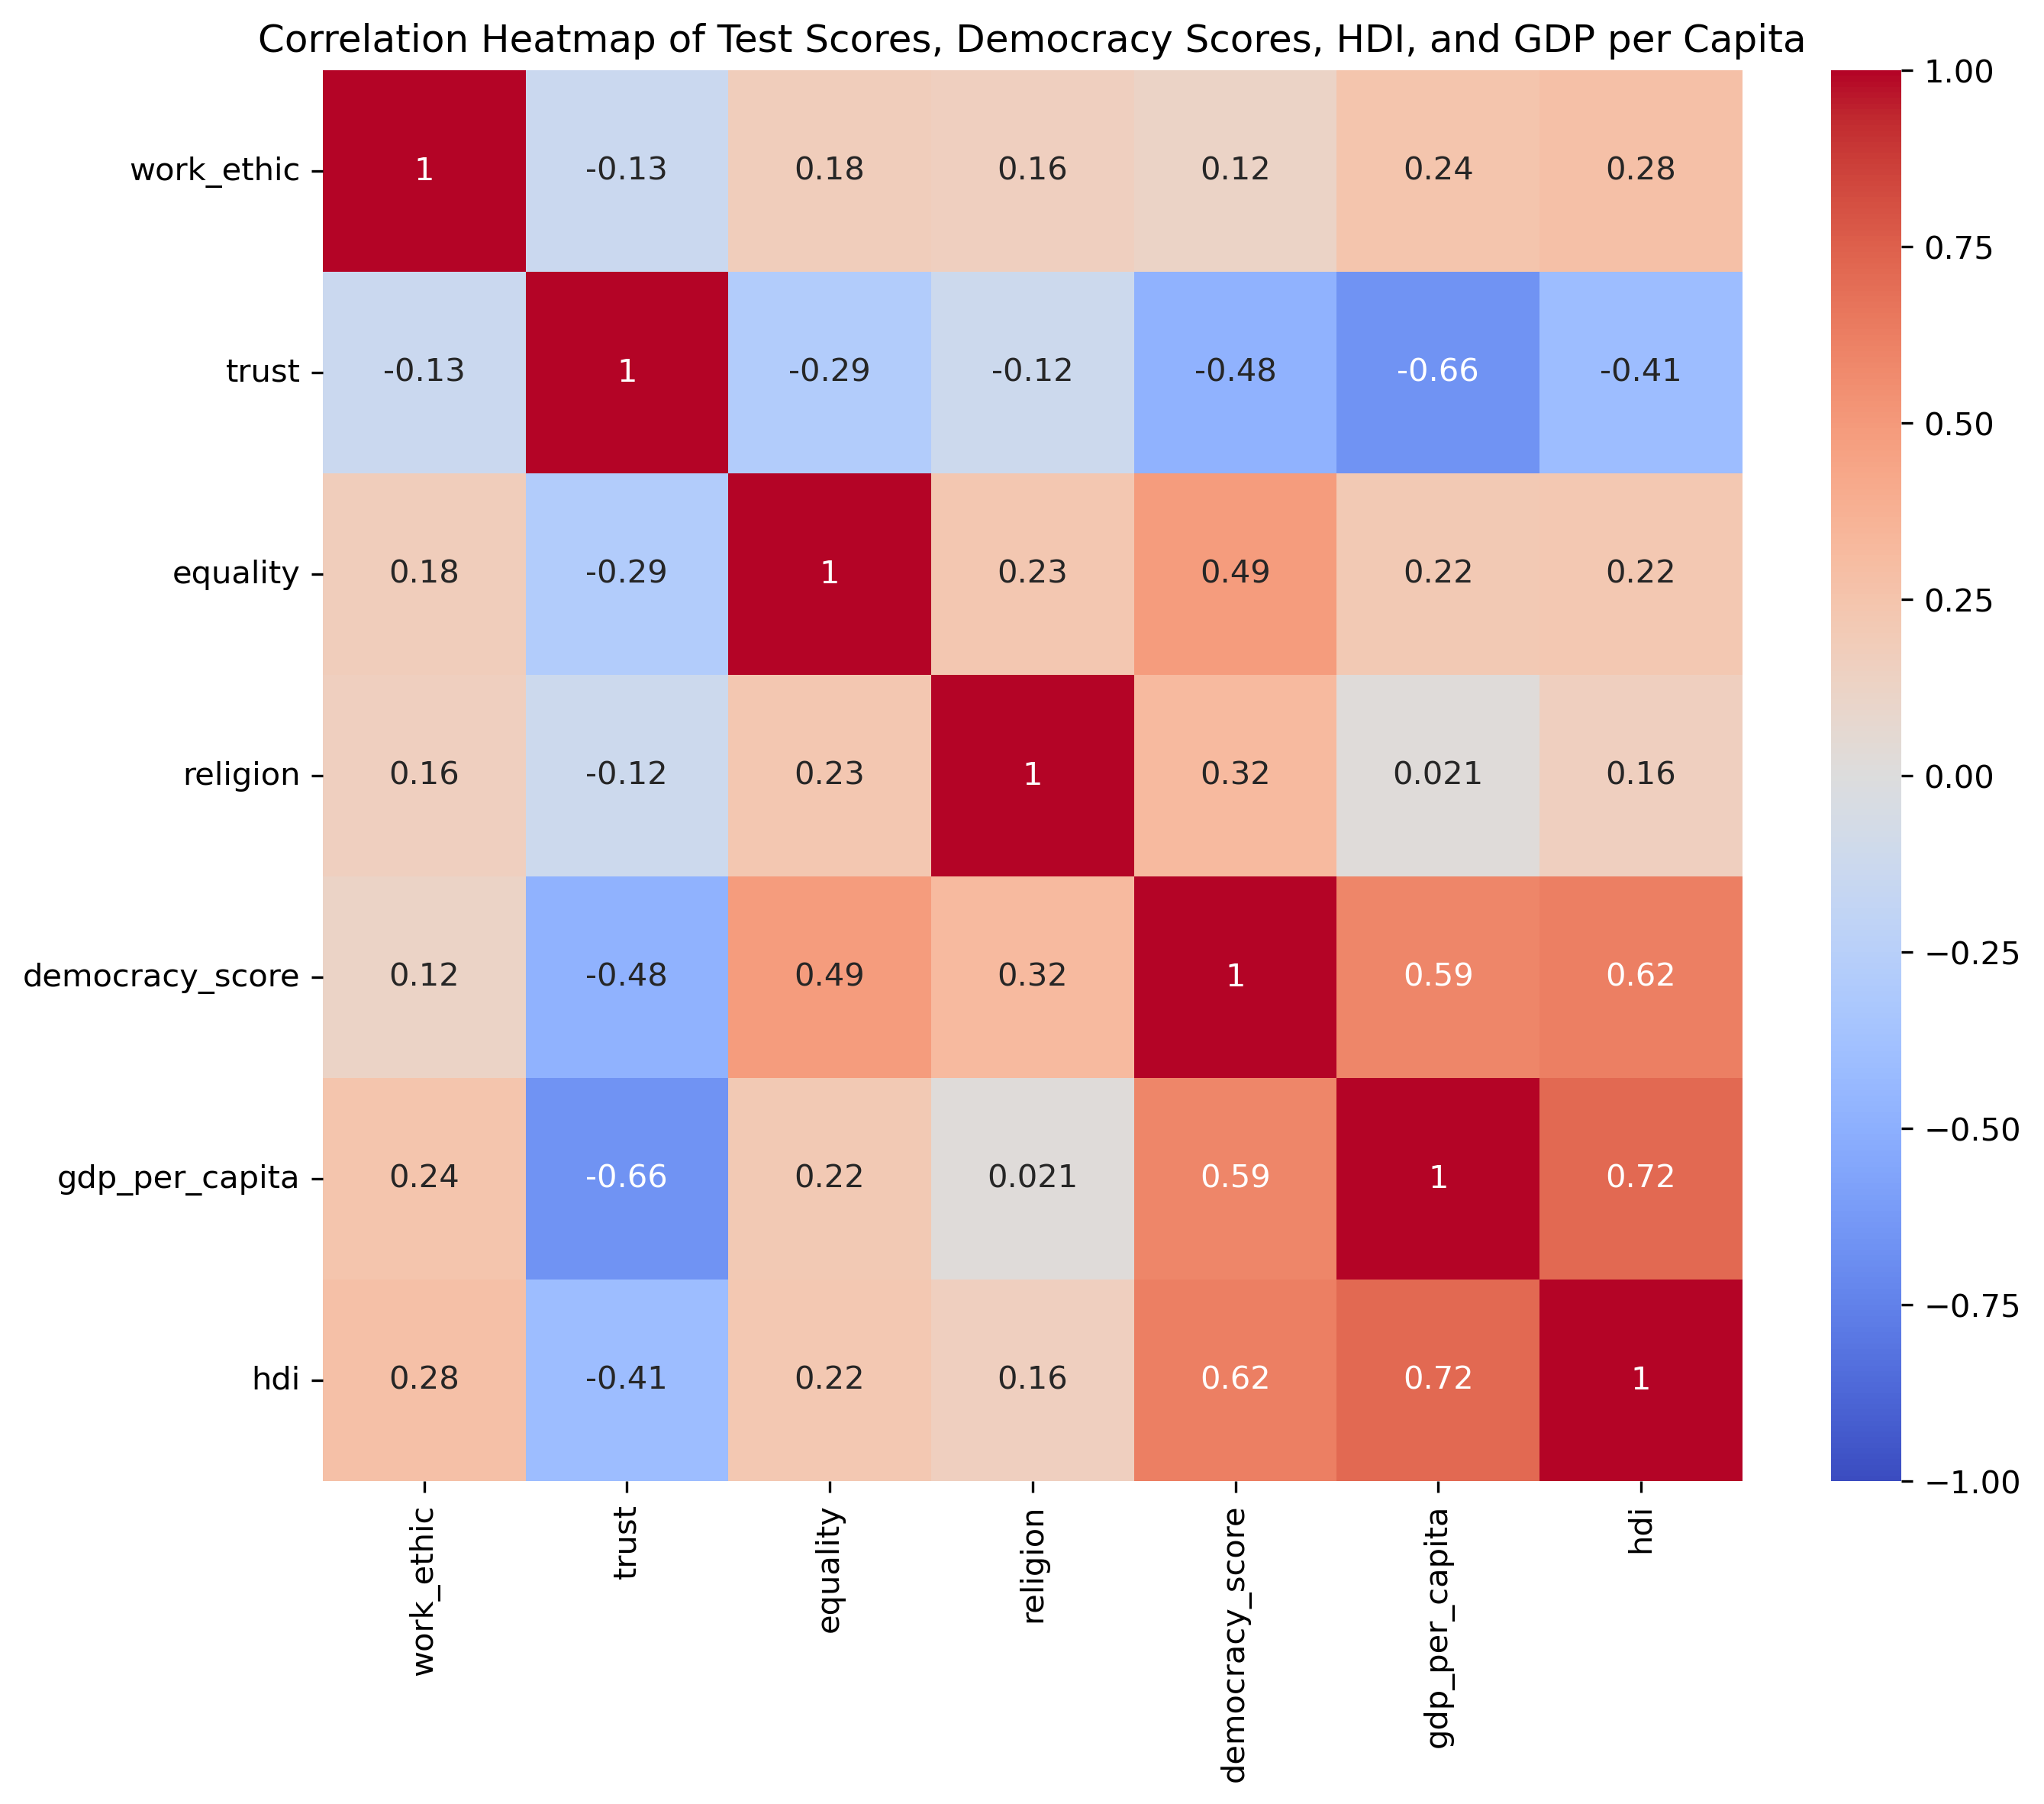 Correlation Heatmap of Test Scores, Democracy Scores, HDI, and GDP per Capita
work_ethic 1 -0.13 0.18 0.16 0.12 0.24 0.28
trust -0.13 1 -0.29 -0.12 -0.48 -0.66 -0.41
equality 0.18 -0.29 1 0.23 0.49 0.22 0.22
religion 0.16 -0.12 0.23 1 0.32 0.021 0.16
democracy_score 0.12 -0.48 0.49 0.32 1 0.59 0.62
gdp_per_capita 0.24 -0.66 0.22 0.021 0.59 1 0.72
hdi 0.28 -0.41 0.22 0.16 0.62 0.72 1
work_ethic
trust
equality
religion
democracy_score
gdp_per_capita
hdi
1.00
0.75
0.50
0.25
0.00
−0.25
−0.50
−0.75
−1.00